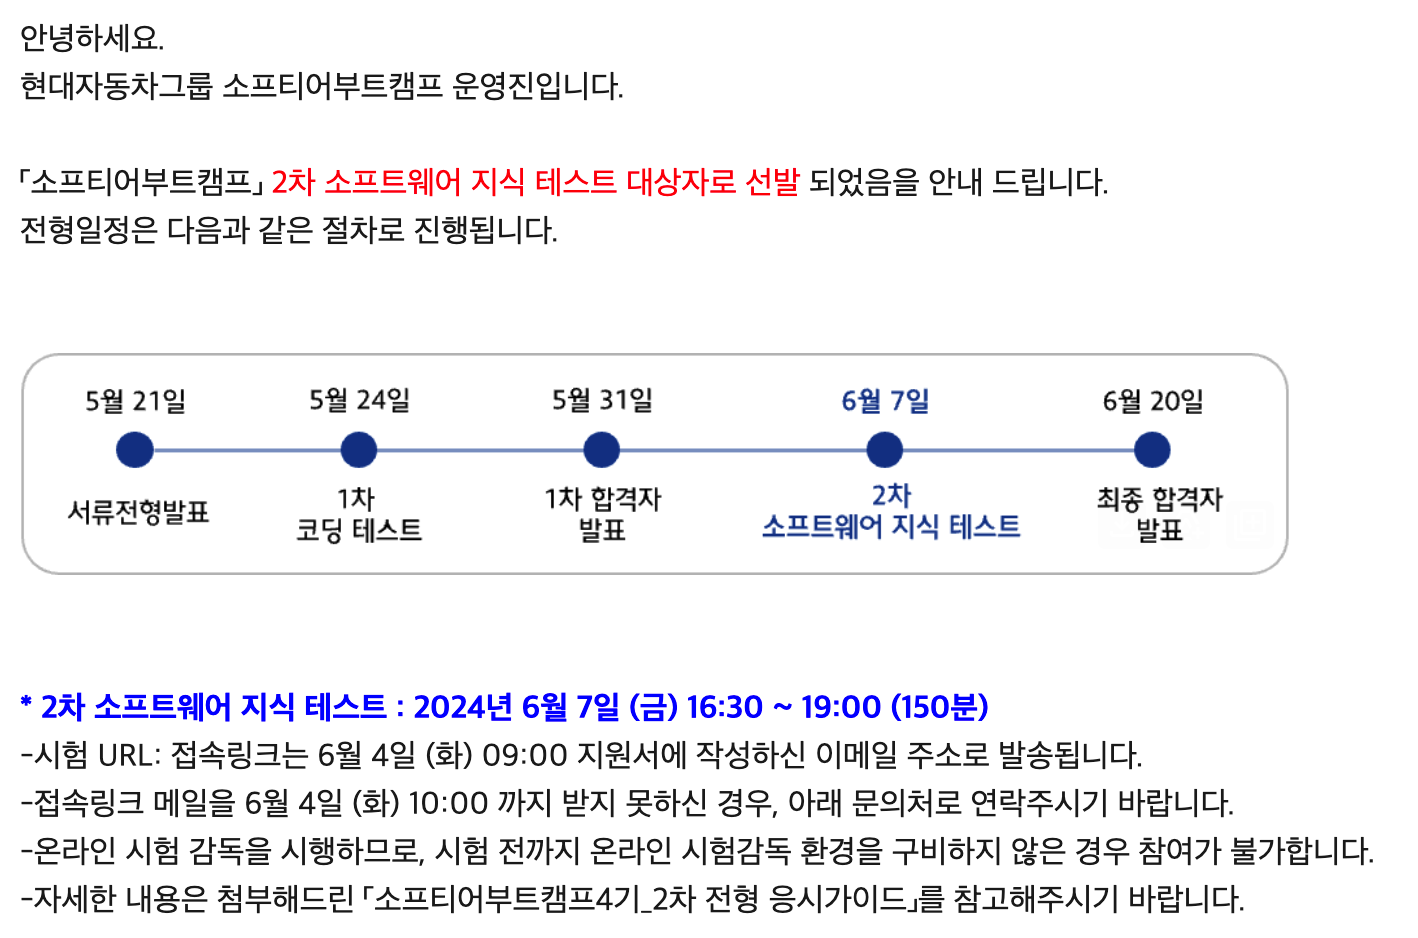 안녕하세요.
현대자동차그룹 소프티어부트캠프 운영진입니다.
「소프티어부트캠프」 2차 소프트웨어 지식 테스트 대상자로 선발 되었음을 안내 드립니다.
전형일정은 다음과 같은 절차로 진행됩니다.
5월 21일
서류전형발표
5월 24일
1차
코딩 테스트
5월 31일
1차 합격자
발표
6월 7일
2차
소프트웨어 지식 테스트
6월 20일
최종 합격자
발표
* 2차 소프트웨어 지식 테스트 : 2024년 6월 7일 (금) 16:30 ~ 19:00 (150분)
-시험 URL: 접속링크는 6월 4일 (화) 09:00 지원서에 작성하신 이메일 주소로 발송됩니다.
-접속링크 메일을 6월 4일 (화) 10:00 까지 받지 못하신 경우, 아래 문의처로 연락주시기 바랍니다.
-온라인 시험 감독을 시행하므로, 시험 전까지 온라인 시험감독 환경을 구비하지 않은 경우 참여가 불가합니다.
-자세한 내용은 첨부해드린 「소프티어부트캠프4기_2차 전형 응시가이드」를 참고해주시기 바랍니다.